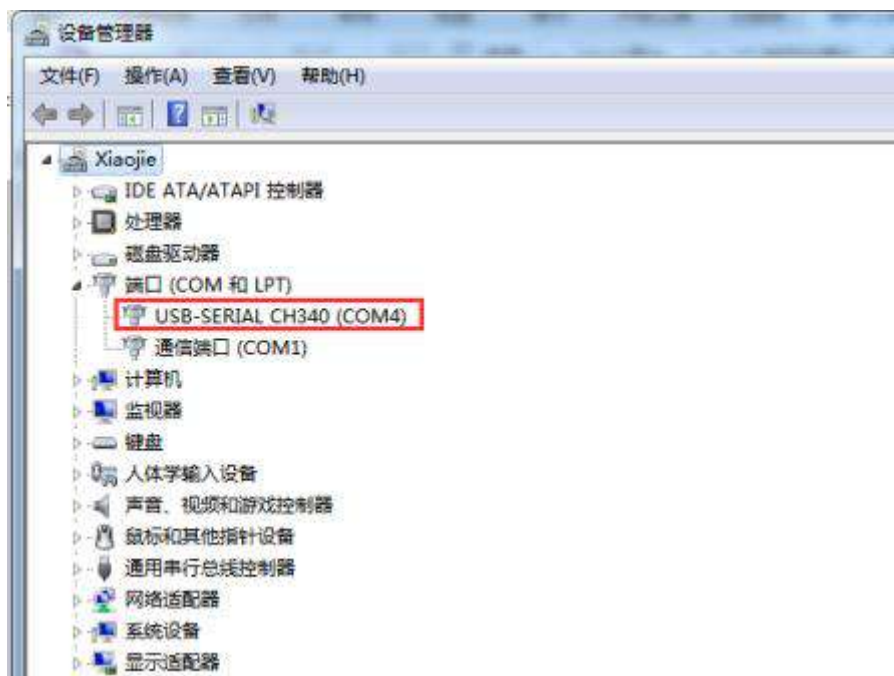 设备管理器
文件(F) 操作(A) 查看(V) 帮助(H)
Xiaojie
IDE ATA/ATAPI 控制器
处理器
磁盘驱动器
端口 (COM 和 LPT)
USB-SERIAL CH340 (COM4)
通信端口 (COM1)
计算机
监视器
键盘
人体学输入设备
声音、视频和游戏控制器
鼠标和其他指针设备
通用串行总线控制器
网络适配器
系统设备
显示适配器